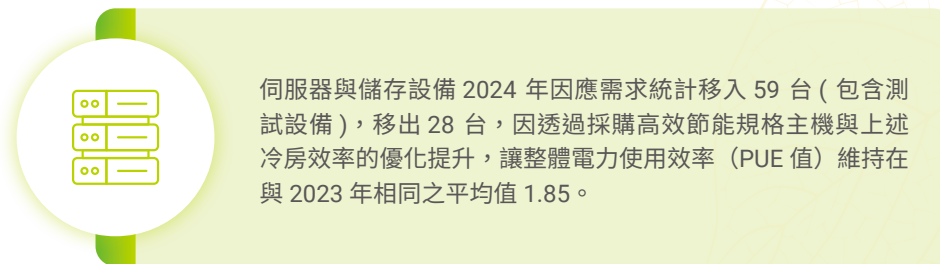 伺服器與儲存設備 2024 年因應需求統計移入 59 台 ( 包含測
試設備 )，移出 28 台，因透過採購高效節能規格主機與上述
冷房效率的優化提升，讓整體電力使用效率（PUE 值）維持在
與 2023 年相同之平均值 1.85。